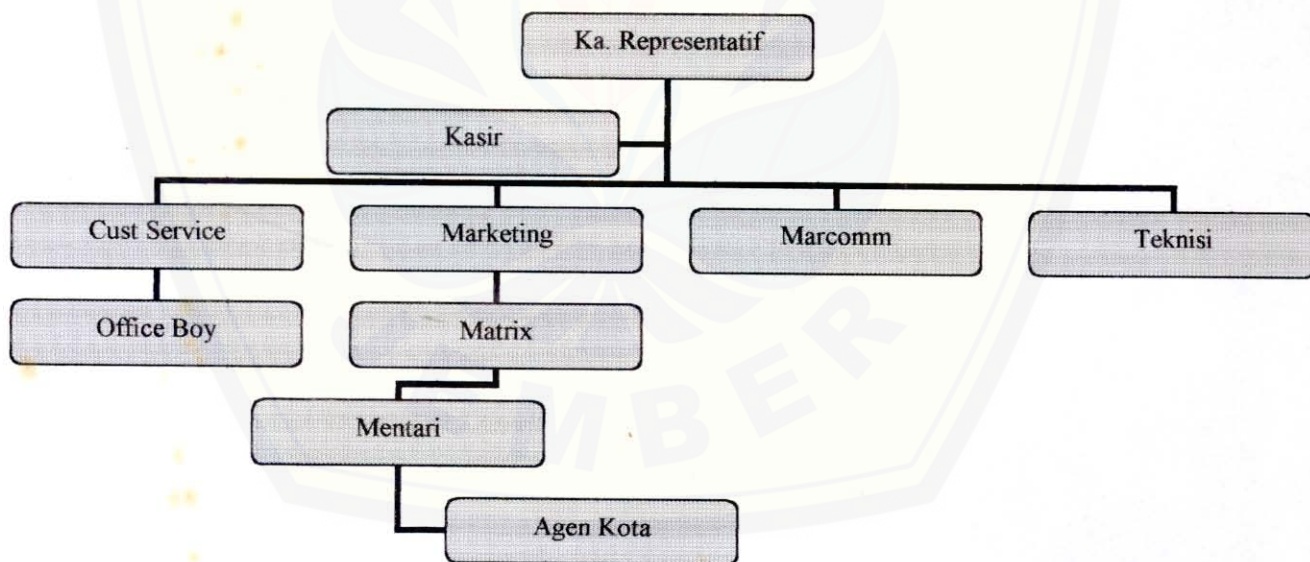 Ka. Representatif
Kasir
Cust Service
Marketing
Marcomm
Teknisi
Office Boy
Matrix
Mentari
Agen Kota